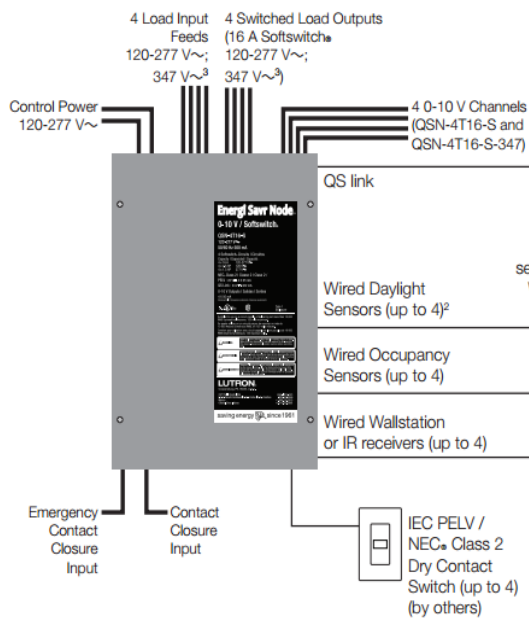 4 Load Input
Feeds
120-277 V~;
347 V~³
4 Switched Load Outputs
(16 A Softswitch®
120-277 V~;
347 V~³)
Control Power
120-277 V~
4 0-10 V Channels
(QSN-4T16-S and
QSN-4T16-S-347)
QS link
Energi Savr Node
0-10 V / Softswitch.
QSN-4T16-S
120-277 V~
LUTRON.
saving energy since 1961
se
Wired Daylight
Sensors (up to 4)²
Wired Occupancy
Sensors (up to 4)
Wired Wallstation
or IR receivers (up to 4)
Emergency
Contact
Closure
Input
Contact
Closure
Input
IEC PELV /
NEC® Class 2
Dry Contact
Switch (up to 4)
(by others)